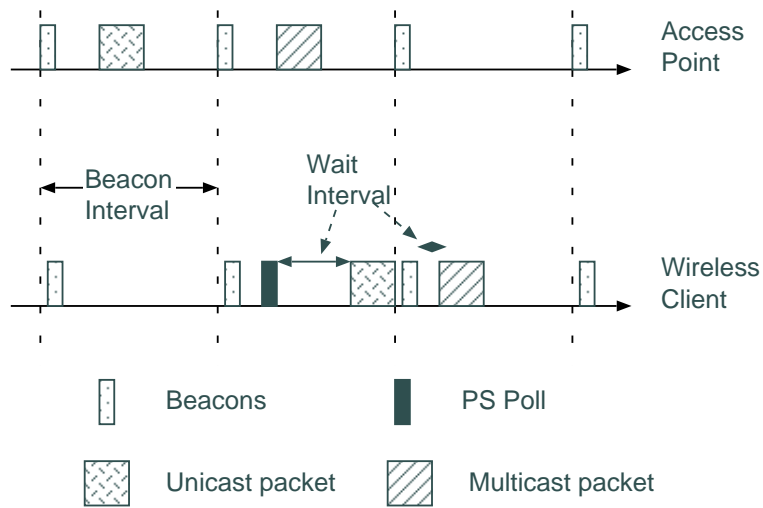 Access
Point
Wait
Interval
Beacon
Interval
Wireless
Client
Beacons
PS Poll
Unicast packet
Multicast packet